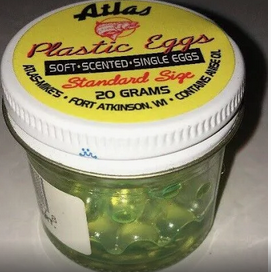 Atlas
Plastic Eggs
SOFT•SCENTED•SINGLE EGGS
Standard Size
20 GRAMS
ATLAS-MIKE'S • FORT ATKINSON, WI • CONTAINS ANISE OIL